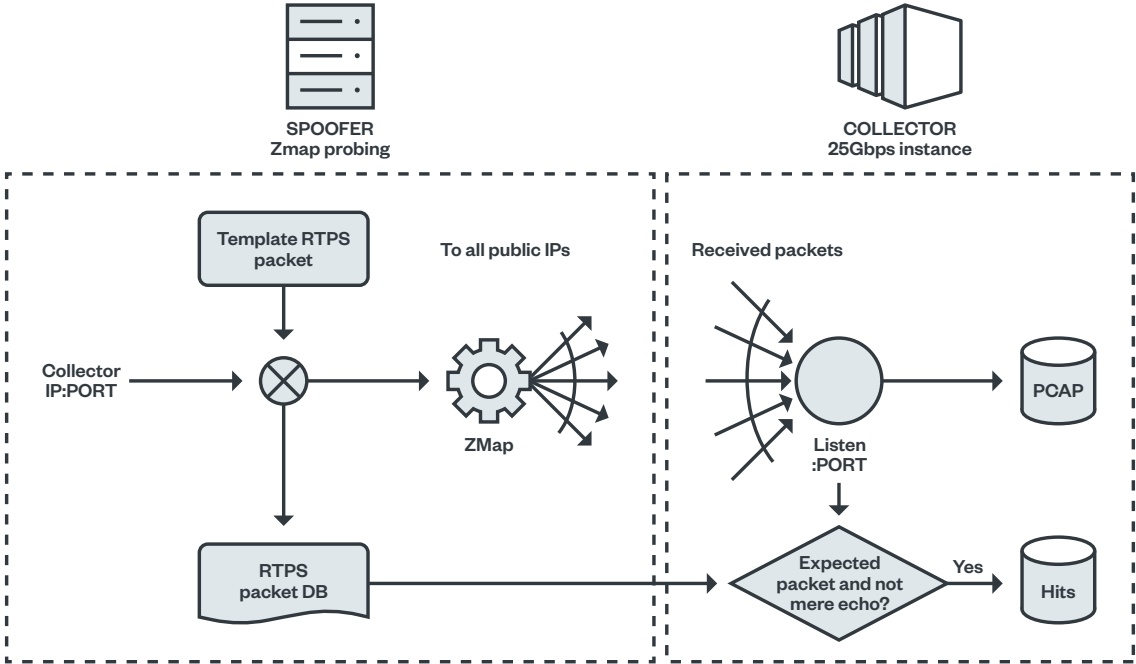 SPOOFER
Zmap probing
COLLECTOR
25Gbps instance
Template RTPS
packet
To all public IPs
Received packets
Collector
IP:PORT
ZMap
Listen
:PORT
PCAP
RTPS
packet DB
Expected
packet and not
mere echo?
Yes
Hits